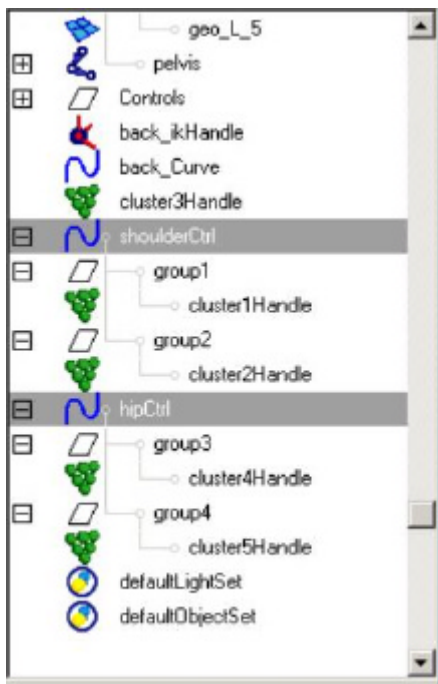 geo_L_5
pelvis
Controls
back_ikHandle
back_Curve
cluster3Handle
shoulderCtrl
group1
cluster1Handle
group2
cluster2Handle
hipCtrl
group3
cluster4Handle
group4
cluster5Handle
defaultLightSet
defaultObjectSet